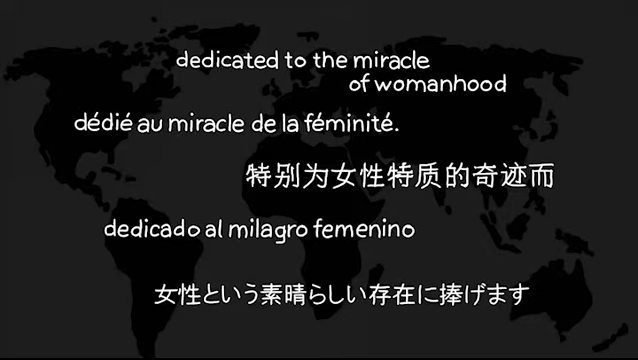 dedicated to the miracle
of womanhood
dédié au miracle de la féminité.
特别为女性特质的奇迹而
dedicado al milagro femenino
女性という素晴らしい存在に捧げます